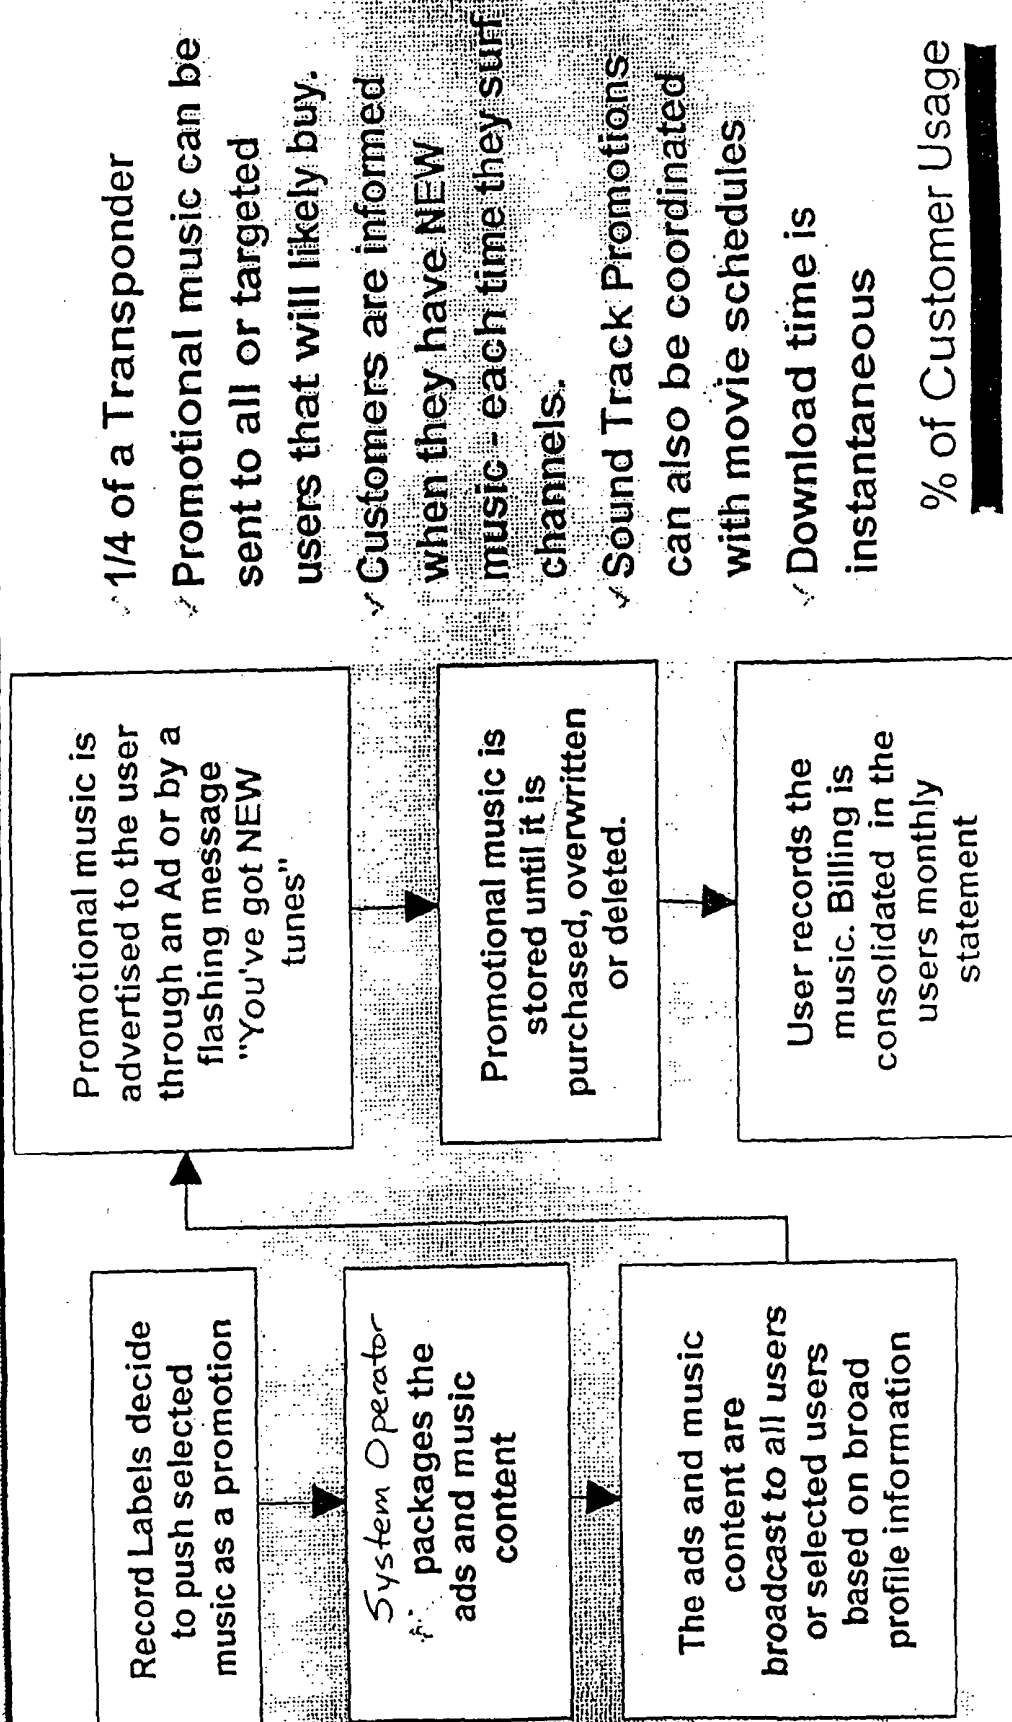 Record Labels decide
to push selected
music as a promotion
System Operator
packages the
ads and music
content
The ads and music
content are
broadcast to all users
or selected users
based on broad
profile information
Promotional music is
advertised to the user
through an Ad or by a
flashing message
"You've got NEW
tunes"
Promotional music is
stored until it is
purchased, overwritten
or deleted.
User records the
music. Billing is
consolidated in the
users monthly
statement
✓ 1/4 of a Transponder
✓ Promotional music can be
sent to all or targeted
users that will likely buy.
✓ Customers are informed
when they have NEW
music - each time they surf
channels.
✓ Sound Track Promotions
can also be coordinated
with movie schedules
✓ Download time is
instantaneous
% of Customer Usage